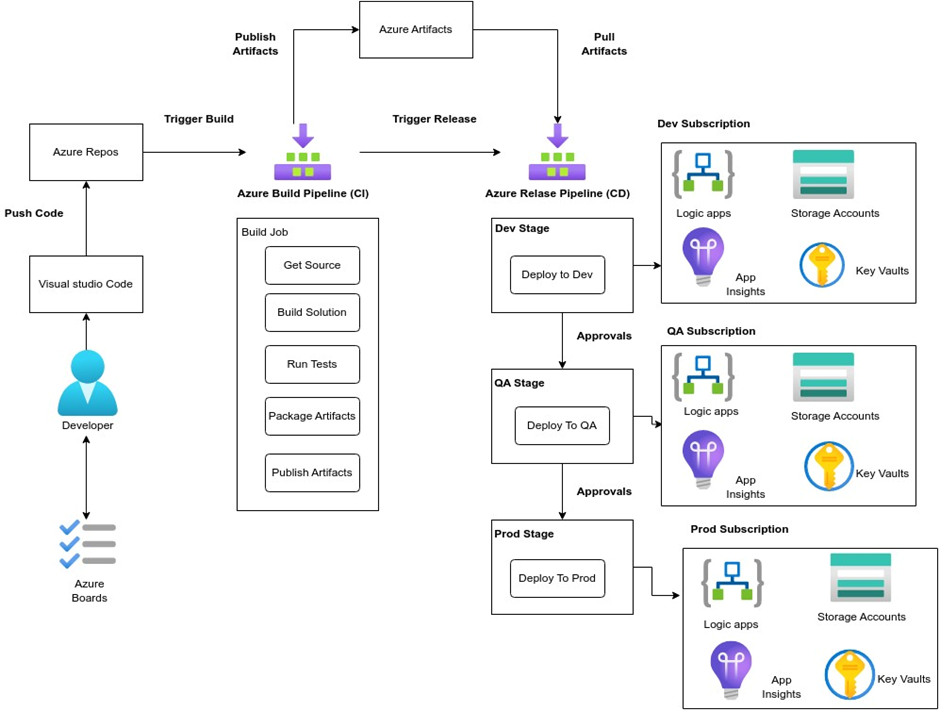 Azure Artifacts
Publish
Artifacts
Pull
Artifacts
Trigger Build
Trigger Release
Azure Repos
Azure Build Pipeline (CI)
Azure Relase Pipeline (CD)
Push Code
Visual studio Code
Developer
Azure
Boards
Build Job
Get Source
Build Solution
Run Tests
Package Artifacts
Publish Artifacts
Dev Stage
Deploy to Dev
Approvals
QA Stage
Deploy To QA
Approvals
Prod Stage
Deploy To Prod
Dev Subscription
Logic apps
Storage Accounts
App
Insights
Key Vaults
QA Subscription
Logic apps
Storage Accounts
App
Insights
Key Vaults
Prod Subscription
Logic apps
Storage Accounts
App
Insights
Key Vaults